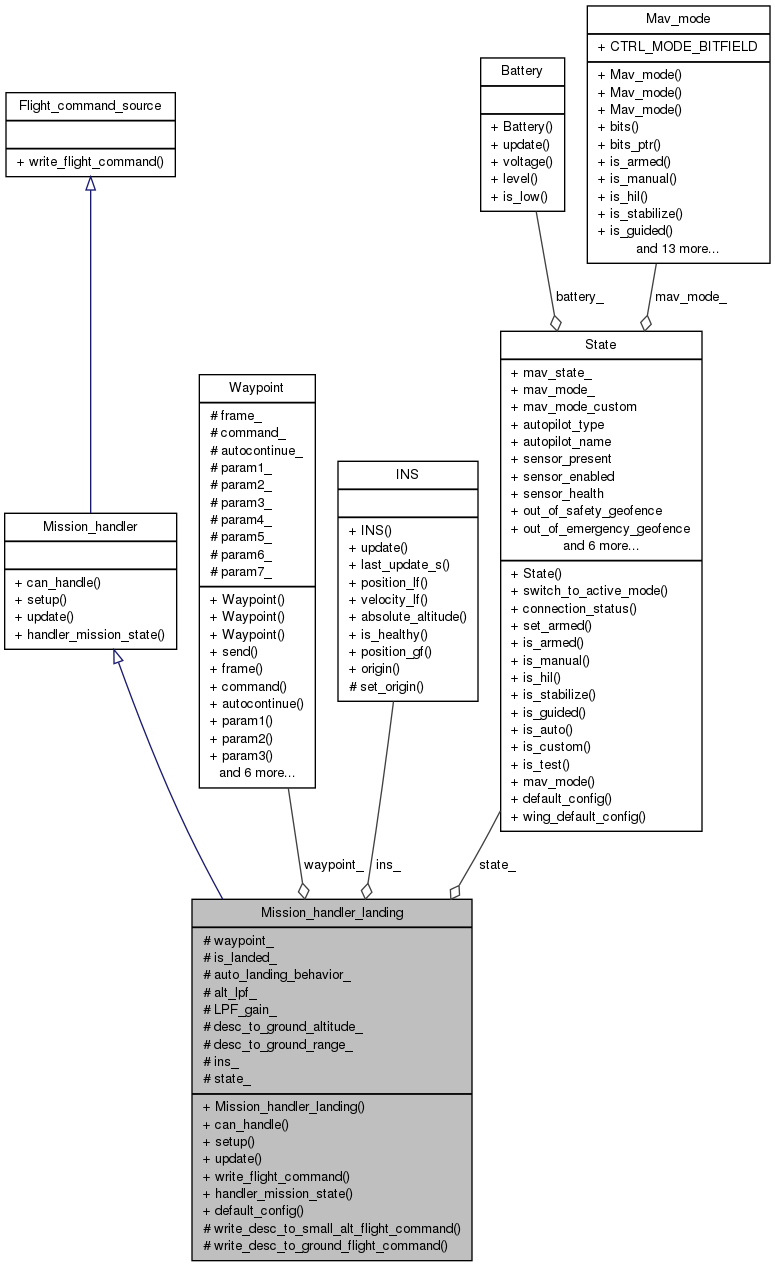 Mav_mode
+ CTRL_MODE_BITFIELD
+ Mav_mode()
+ Mav_mode()
+ Mav_mode()
+ bits()
+ bits_ptr()
+ is_armed()
+ is_manual()
+ is_hil()
+ is_stabilize()
+ is_guided()
and 13 more...
Battery
+ Battery()
+ update()
+ voltage()
+ level()
+ is_low()
Flight_command_source
+ write_flight_command()
battery_
mav_mode_
State
+ mav_state_
+ mav_mode_
+ mav_mode_custom
+ autopilot_type
+ autopilot_name
+ sensor_present
+ sensor_enabled
+ sensor_health
+ out_of_safety_geofence
+ out_of_emergency_geofence
and 6 more...
+ State()
+ switch_to_active_mode()
+ connection_status()
+ set_armed()
+ is_armed()
+ is_manual()
+ is_hil()
+ is_stabilize()
+ is_guided()
+ is_auto()
+ is_custom()
+ is_test()
+ mav_mode()
+ default_config()
+ wing_default_config()
Waypoint
# frame_
# command_
# autocontinue_
# param1_
# param2_
# param3_
# param4_
# param5_
# param6_
# param7_
+ Waypoint()
+ Waypoint()
+ Waypoint()
+ send()
+ frame()
+ command()
+ autocontinue()
+ param1()
+ param2()
+ param3()
and 6 more...
INS
+ INS()
+ update()
+ last_update_s()
+ position_lf()
+ velocity_lf()
+ absolute_altitude()
+ is_healthy()
+ position_gf()
+ origin()
# set_origin()
Mission_handler
+ can_handle()
+ setup()
+ update()
+ handler_mission_state()
waypoint_
ins_
state_
Mission_handler_landing
# waypoint_
# is_landed_
# auto_landing_behavior_
# alt_lpf_
# LPF_gain_
# desc_to_ground_altitude_
# desc_to_ground_range_
# ins_
# state_
+ Mission_handler_landing()
+ can_handle()
+ setup()
+ update()
+ write_flight_command()
+ handler_mission_state()
+ default_config()
# write_desc_to_small_alt_flight_command()
# write_desc_to_ground_flight_command()